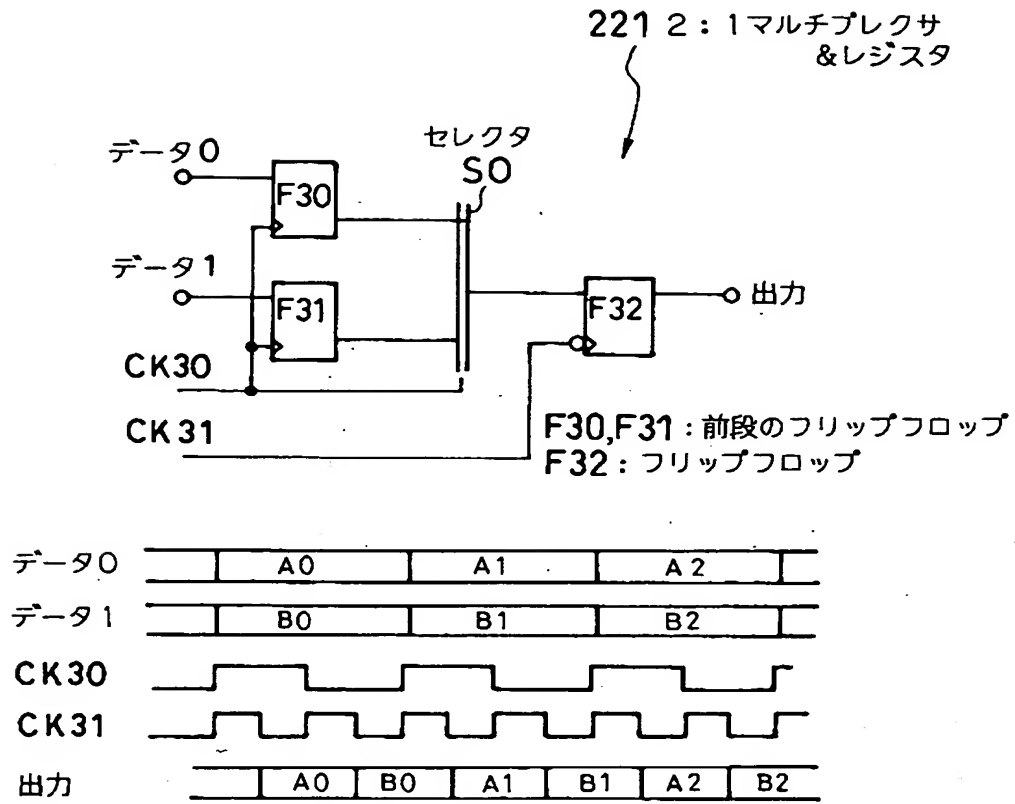 221 2:1マルチプレクサ
&レジスタ
セレクタ
S0
データ0
F30
データ1
F31
F32
出力
CK30
CK31
F30,F31:前段のフリップフロップ
F32:フリップフロップ
データ0 A0 A1 A2
データ1 B0 B1 B2
CK30
CK31
出力 A0 B0 A1 B1 A2 B2